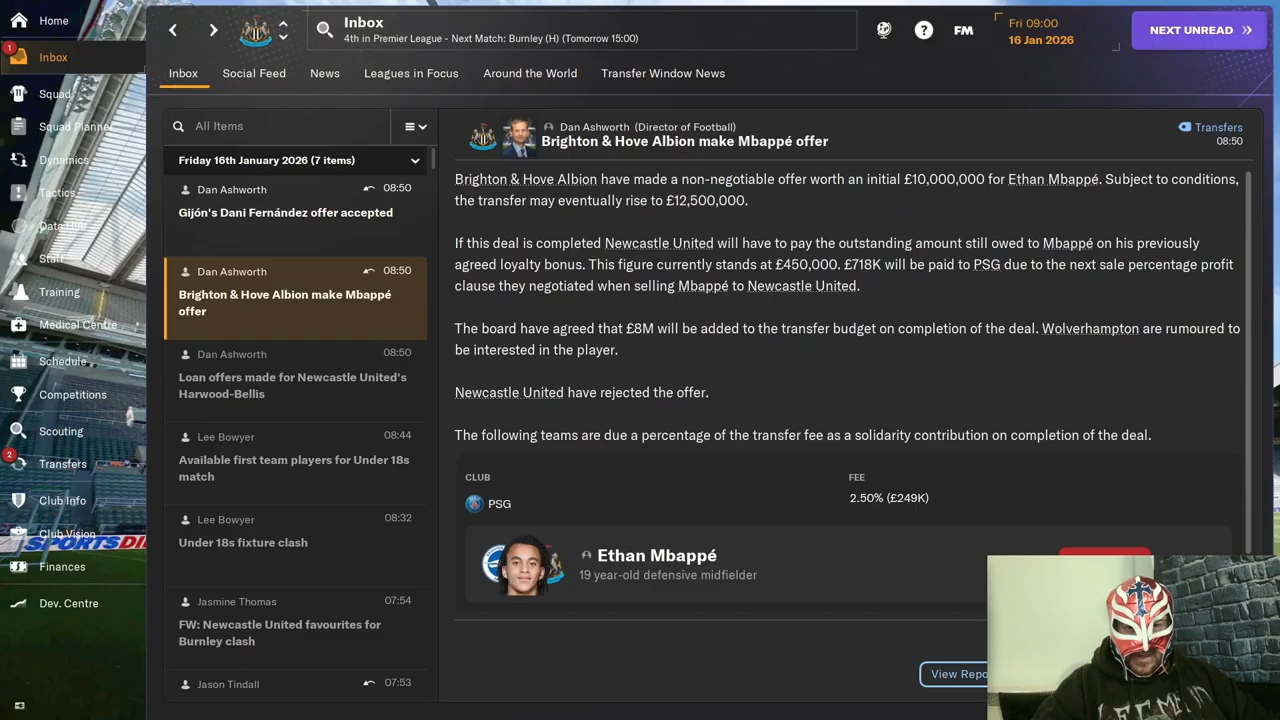 Home
1
Inbox
Squad
Squad Planner
Dynamics
Tactics
Data Hub
Staff
Training
Medical Centre
Schedule
Competitions
Scouting
2
Transfers
Club Info
Club Vision
SPORTS DI
Finances
Dev. Centre
Inbox
4th in Premier League - Next Match: Burnley (H) (Tomorrow 15:00)
?
FM
Fri 09:00
16 Jan 2026
NEXT UNREAD
Inbox
Social Feed
News
Leagues in Focus
Around the World
Transfer Window News
All Items
Friday 16th January 2026 (7 items)
Dan Ashworth 08:50
Gijón's Dani Fernández offer accepted
Dan Ashworth 08:50
Brighton & Hove Albion make Mbappé
offer
Dan Ashworth 08:50
Loan offers made for Newcastle United's
Harwood-Bellis
Lee Bowyer 08:44
Available first team players for Under 18s
match
Lee Bowyer 08:32
Under 18s fixture clash
Jasmine Thomas 07:54
FW: Newcastle United favourites for
Burnley clash
Jason Tindall 07:53
Dan Ashworth (Director of Football)
Brighton & Hove Albion make Mbappé offer
Transfers
08:50
Brighton & Hove Albion have made a non-negotiable offer worth an initial £10,000,000 for Ethan Mbappé. Subject to conditions,
the transfer may eventually rise to £12,500,000.
If this deal is completed Newcastle United will have to pay the outstanding amount still owed to Mbappé on his previously
agreed loyalty bonus. This figure currently stands at £450,000. £718K will be paid to PSG due to the next sale percentage profit
clause they negotiated when selling Mbappé to Newcastle United.
The board have agreed that £8M will be added to the transfer budget on completion of the deal. Wolverhampton are rumoured to
be interested in the player.
Newcastle United have rejected the offer.
The following teams are due a percentage of the transfer fee as a solidarity contribution on completion of the deal.
CLUB
FEE
PSG
2.50% (£249K)
Ethan Mbappé
19 year-old defensive midfielder
View Repo